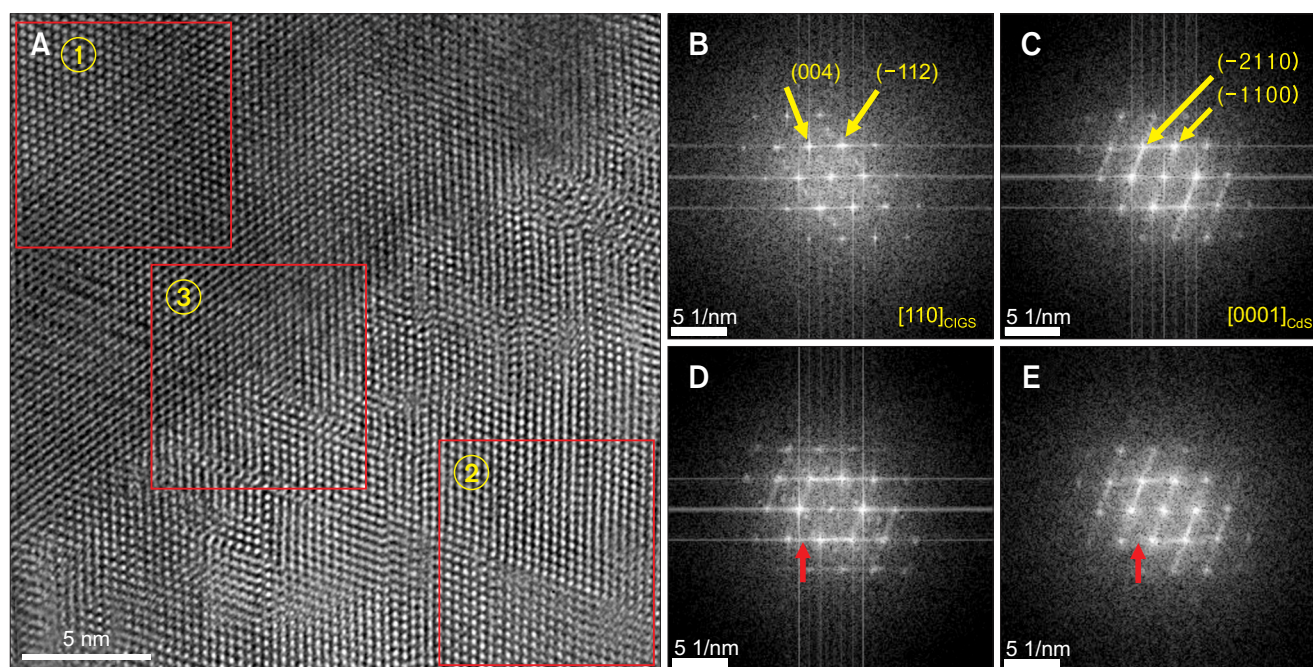 A
①
③
②
5 nm
B
(004)
(−112)
5 1/nm
[110]CIGS
C
(−2110)
(−1100)
5 1/nm
[0001]CdS
D
5 1/nm
E
5 1/nm